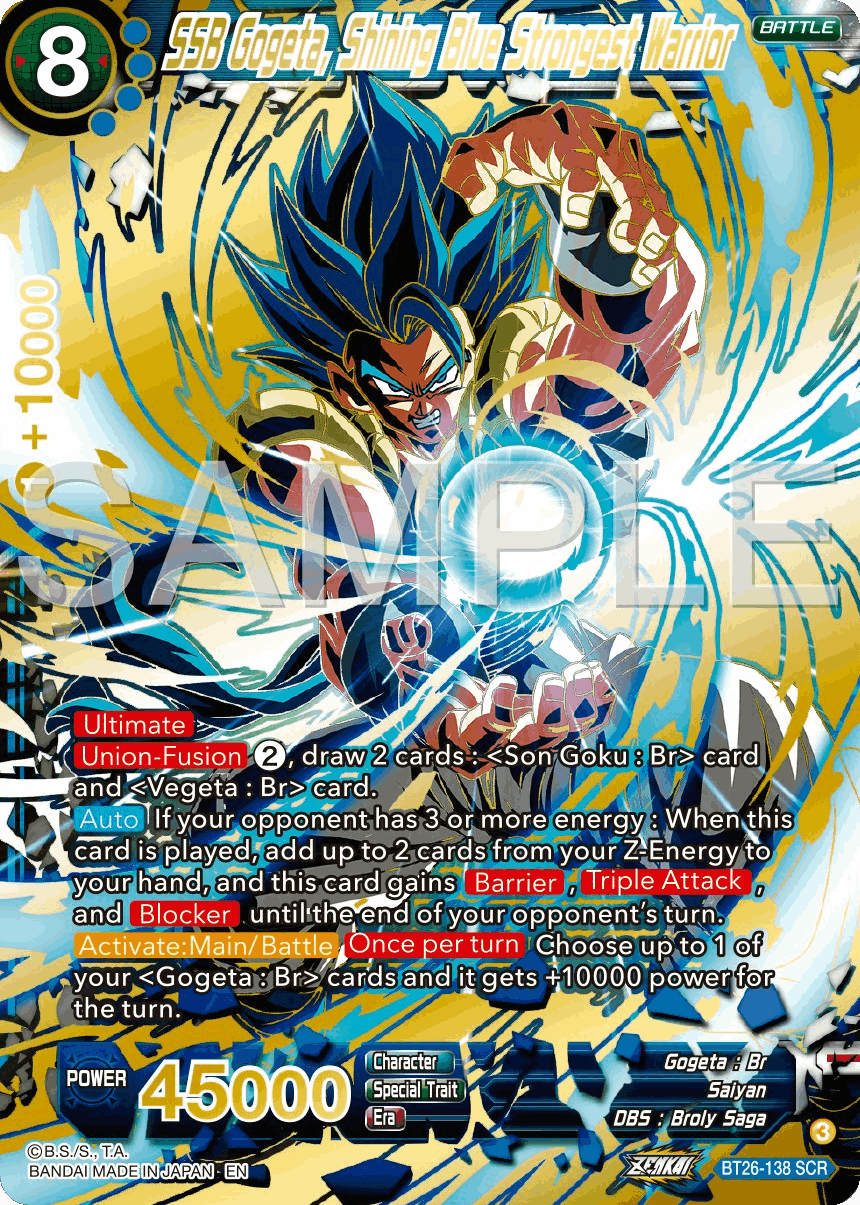 8
SSB Gogeta, Shining Blue Strongest Warrior
BATTLE
+10000
SAMPLE
Ultimate
Union-Fusion ②, draw 2 cards : <Son Goku : Br> card
and <Vegeta : Br> card.
Auto If your opponent has 3 or more energy : When this
card is played, add up to 2 cards from your Z-Energy to
your hand, and this card gains Barrier , Triple Attack ,
and Blocker until the end of your opponent's turn.
Activate:Main/Battle Once per turn Choose up to 1 of
your <Gogeta : Br> cards and it gets +10000 power for
the turn.
POWER 45000
Character Gogeta : Br
Special Trait Saiyan
Era DBS : Broly Saga
3
©B.S./S., T.A.
BANDAI MADE IN JAPAN EN
ZENKAI BT26-138 SCR